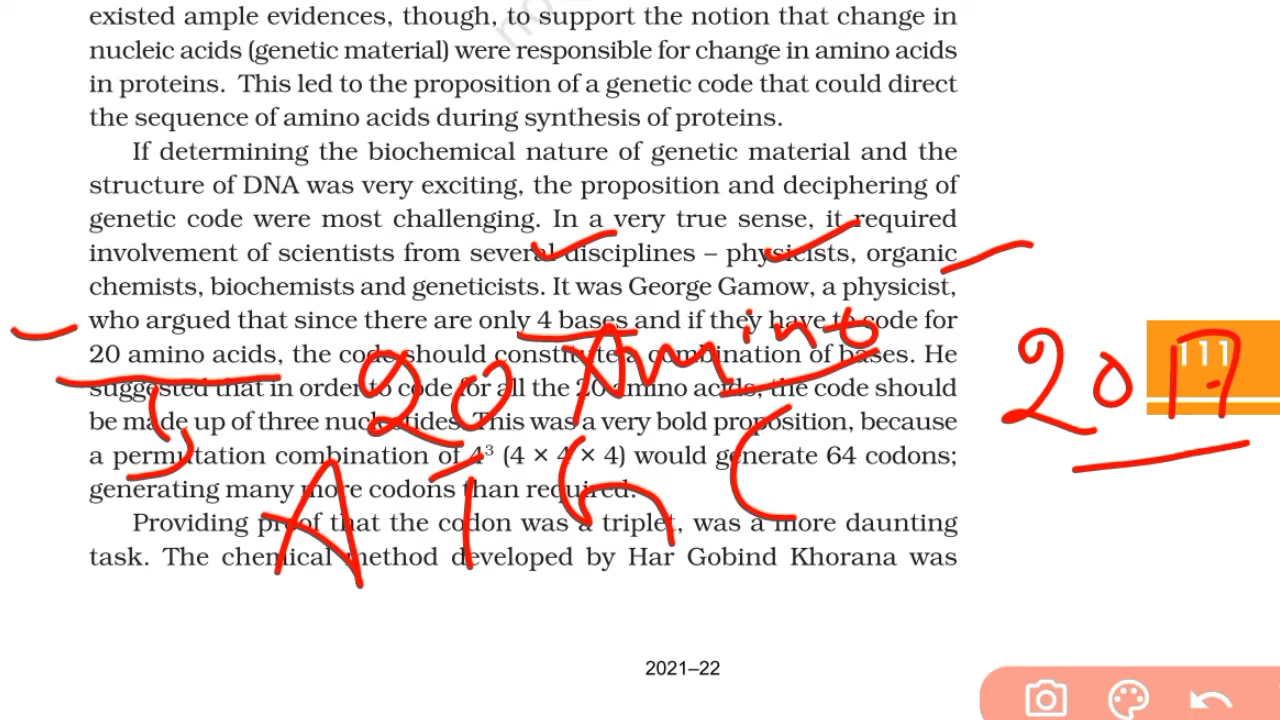 existed ample evidences, though, to support the notion that change in
nucleic acids (genetic material) were responsible for change in amino acids
in proteins. This led to the proposition of a genetic code that could direct
the sequence of amino acids during synthesis of proteins.
If determining the biochemical nature of genetic material and the
structure of DNA was very exciting, the proposition and deciphering of
genetic code were most challenging. In a very true sense, it required
involvement of scientists from several disciplines – physicists, organic
chemists, biochemists and geneticists. It was George Gamow, a physicist,
who argued that since there are only 4 bases and if they have to code for
20 amino acids, the code should constitute a combination of bases. He
suggested that in order to code for all the 20 amino acids, the code should
be made up of three nucleotides. This was a very bold proposition, because
a permutation combination of 4³ (4 × 4 × 4) would generate 64 codons;
generating many more codons than required.
Providing proof that the codon was a triplet, was a more daunting
task. The chemical method developed by Har Gobind Khorana was
20 Amino
A T G C
201?
111
2021–22